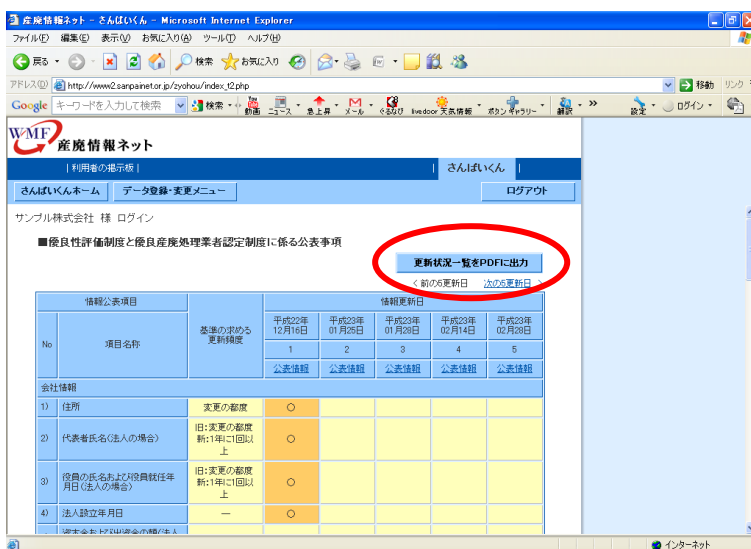 産廃情報ネット - さんぱいくん - Microsoft Internet Explorer
ファイル(F) 編集(E) 表示(V) お気に入り(A) ツール(T) ヘルプ(H)
戻る 検索 お気に入り
アドレス(D) http://www2.sanpainet.or.jp/zyohou/index_t2.php 移動 リンク
Google キーワードを入力して検索 検索 動画 ニュース 急上昇 メール ぐるなび livedoor 天気情報 ボタンギャラリー 翻訳 » 設定 ログイン
WMF 産廃情報ネット
| 利用者の掲示板 | | さんぱいくん |
さんぱいくんホーム データ登録・変更メニュー ログアウト
サンプル株式会社 様 ログイン
■優良性評価制度と優良産廃処理業者認定制度に係る公表事項
更新状況一覧をPDFに出力
< 前の6更新日 次の5更新日 >
情報公表項目 基準の求める更新頻度 情報更新日
No 項目名称
平成22年12月16日 平成23年01月25日 平成23年01月28日 平成23年02月14日 平成23年02月28日
1 2 3 4 5
公表情報 公表情報 公表情報 公表情報 公表情報
会社情報
1) 住所 変更の都度 ○
2) 代表者氏名(法人の場合) 旧:変更の都度 新:1年に1回以上 ○
3) 役員の氏名および役員就任年月日(法人の場合) 旧:変更の都度 新:1年に1回以上 ○
4) 法人設立年月日 ― ○
インターネット